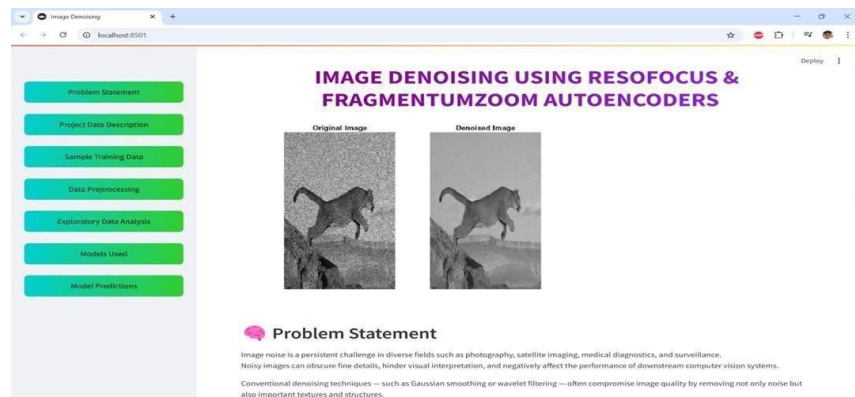 Image Denoising
localhost:8501
Deploy
Problem Statement
Project Data Description
Sample Training Data
Data Preprocessing
Exploratory Data Analysis
Models Used
Model Predictions
IMAGE DENOISING USING RESOFOCUS &
FRAGMENTUMZOOM AUTOENCODERS
Original Image
Denoised Image
Problem Statement
Image noise is a persistent challenge in diverse fields such as photography, satellite imaging, medical diagnostics, and surveillance.
Noisy images can obscure fine details, hinder visual interpretation, and negatively affect the performance of downstream computer vision systems.
Conventional denoising techniques — such as Gaussian smoothing or wavelet filtering — often compromise image quality by removing not only noise but
also important textures and structures.